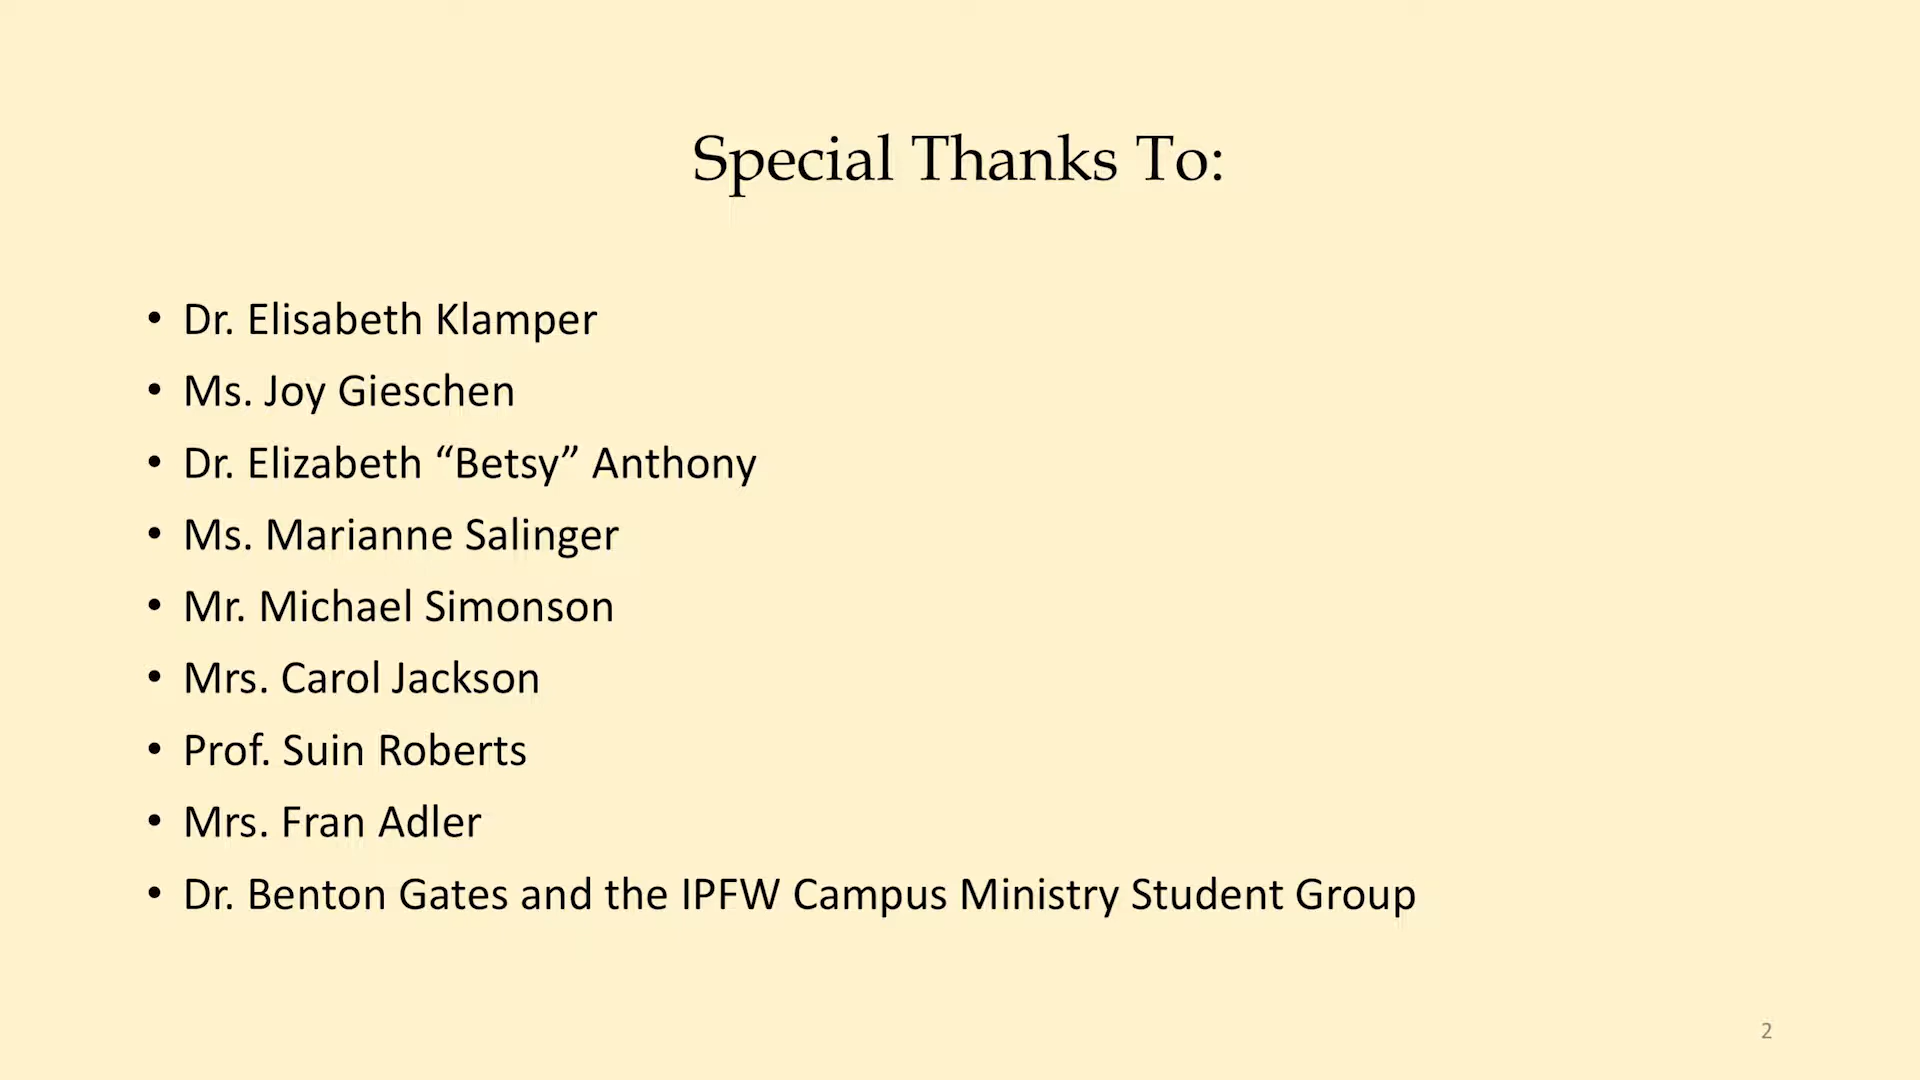 Special Thanks To:
• Dr. Elisabeth Klamper
• Ms. Joy Gieschen
• Dr. Elizabeth “Betsy” Anthony
• Ms. Marianne Salinger
• Mr. Michael Simonson
• Mrs. Carol Jackson
• Prof. Suin Roberts
• Mrs. Fran Adler
• Dr. Benton Gates and the IPFW Campus Ministry Student Group
2